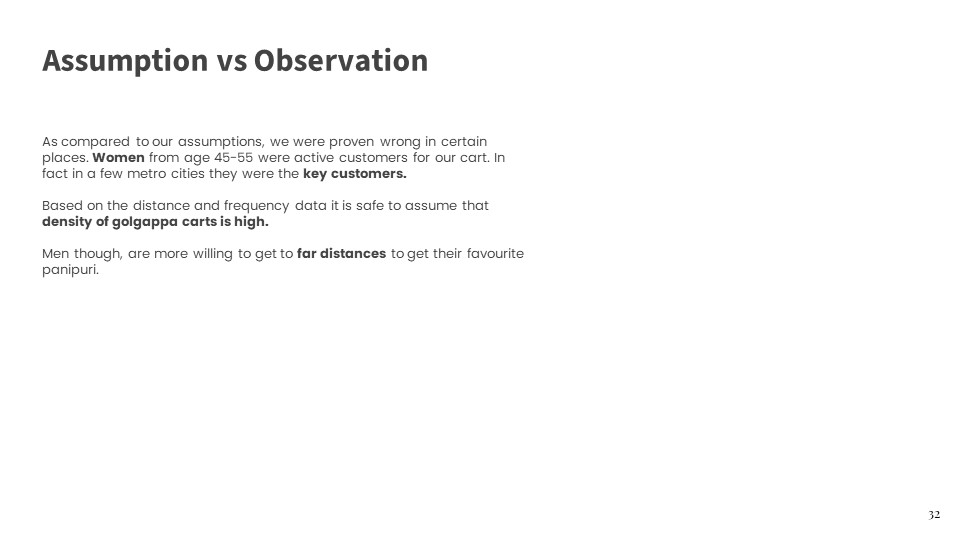 Assumption vs Observation
As compared to our assumptions, we were proven wrong in certain
places. Women from age 45-55 were active customers for our cart. In
fact in a few metro cities they were the key customers.
Based on the distance and frequency data it is safe to assume that
density of golgappa carts is high.
Men though, are more willing to get to far distances to get their favourite
panipuri.
32